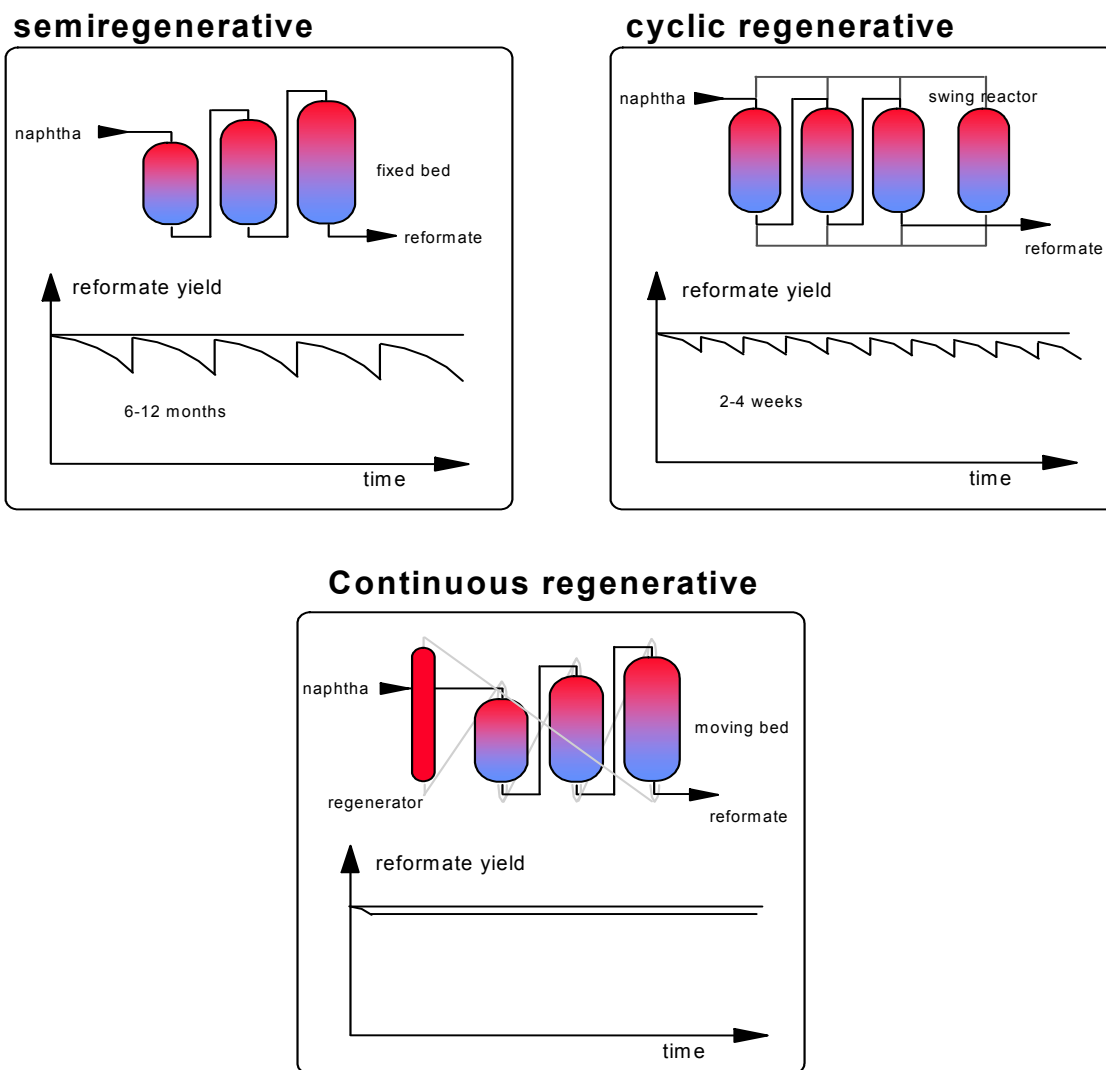 semiregenerative
naphtha
fixed bed
reformate
reformate yield
6-12 months
time
cyclic regenerative
naphtha
swing reactor
reformate
reformate yield
2-4 weeks
time
Continuous regenerative
naphtha
moving bed
regenerator
reformate
reformate yield
time